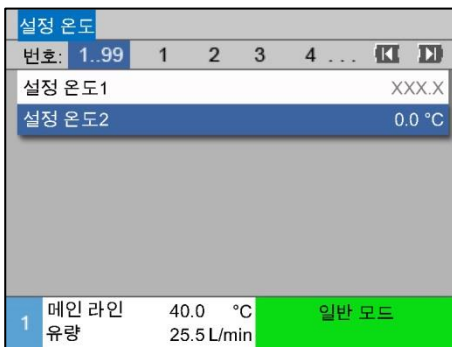 설정 온도
번호: 1..99 1 2 3 4 ...
설정 온도1 XXX.X
설정 온도2 0.0 °C
1 메인 라인 40.0 °C 일반 모드
유량 25.5 L/min